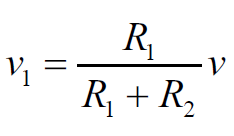 v₁ = R₁ / (R₁ + R₂) v